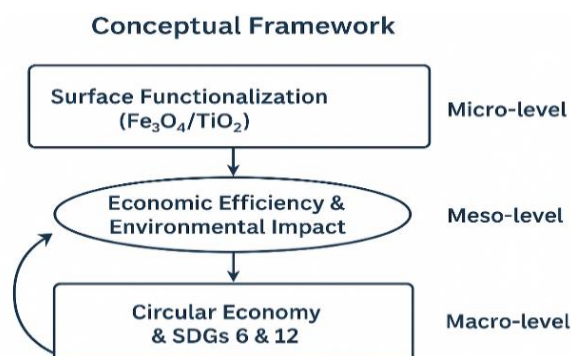 Conceptual Framework
Surface Functionalization
(Fe₃O₄/TiO₂)
Micro-level
Economic Efficiency &
Environmental Impact
Meso-level
Circular Economy
& SDGs 6 & 12
Macro-level